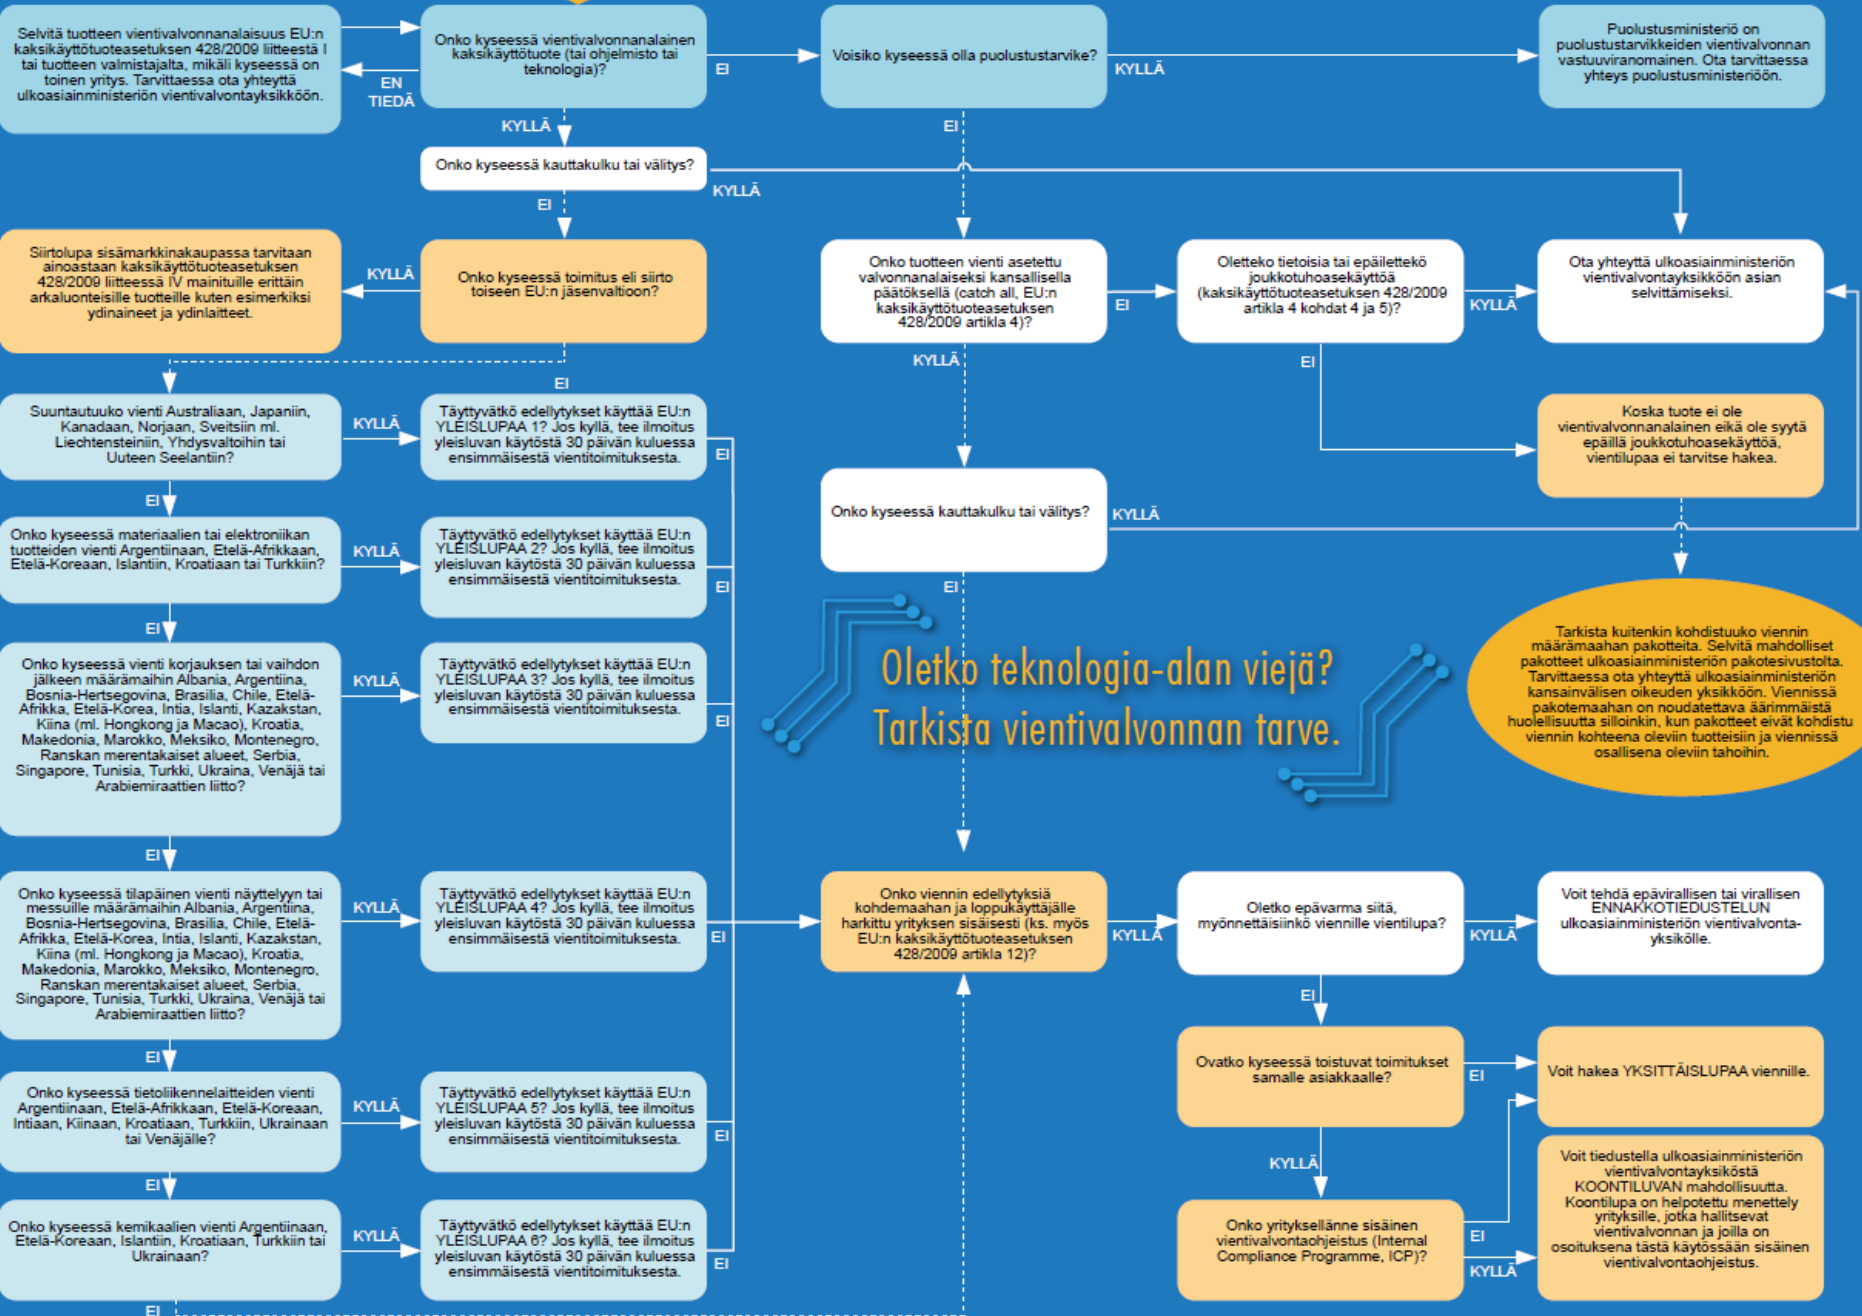 Selvitä tuotteen vientivalvonnanalaisuus EU:n
kaksikäyttötuoteasetuksen 428/2009 liitteestä I
tai tuotteen valmistajalta, mikäli kyseessä on
toinen yritys. Tarvittaessa ota yhteyttä
ulkoasiainministeriön vientivalvontayksikköön.
EN
TIEDÄ
Onko kyseessä vientivalvonnanalainen
kaksikäyttötuote (tai ohjelmisto tai
teknologia)?
EI
Voisiko kyseessä olla puolustustarvike?
KYLLÄ
Puolustusministeriö on
puolustustarvikkeiden vientivalvonnan
vastuuviranomainen. Ota tarvittaessa
yhteys puolustusministeriöön.
KYLLÄ
EI
Onko kyseessä kauttakulku tai välitys?
KYLLÄ
EI
Siirtolupa sisämarkkinakaupassa tarvitaan
ainoastaan kaksikäyttötuoteasetuksen
428/2009 liitteessä IV mainituille erittäin
arkaluonteisille tuotteille kuten esimerkiksi
ydinaineet ja ydinlaitteet.
KYLLÄ
Onko kyseessä toimitus eli siirto
toiseen EU:n jäsenvaltioon?
Onko tuotteen vienti asetettu
valvonnanalaiseksi kansallisella
päätöksellä (catch all, EU:n
kaksikäyttötuoteasetuksen
428/2009 artikla 4)?
EI
Oletteko tietoisia tai epäilettekö
joukkotuhoasekäyttöä
(kaksikäyttötuoteasetuksen 428/2009
artikla 4 kohdat 4 ja 5)?
KYLLÄ
Ota yhteyttä ulkoasiainministeriön
vientivalvontayksikköön asian
selvittämiseksi.
KYLLÄ
EI
EI
Suuntautuuko vienti Australiaan, Japaniin,
Kanadaan, Norjaan, Sveitsiin ml.
Liechtensteiniin, Yhdysvaltoihin tai
Uuteen Seelantiin?
KYLLÄ
Täyttyvätkö edellytykset käyttää EU:n
YLEISLUPAA 1? Jos kyllä, tee ilmoitus
yleisluvan käytöstä 30 päivän kuluessa
ensimmäisestä vientitoimituksesta.
EI
Koska tuote ei ole
vientivalvonnanalainen eikä ole syytä
epäillä joukkotuhoasekäyttöä,
vientilupaa ei tarvitse hakea.
EI
Onko kyseessä kauttakulku tai välitys?
KYLLÄ
EI
Onko kyseessä materiaalien tai elektroniikan
tuotteiden vienti Argentiinaan, Etelä-Afrikkaan,
Etelä-Koreaan, Islantiin, Kroatiaan tai Turkkiin?
KYLLÄ
Täyttyvätkö edellytykset käyttää EU:n
YLEISLUPAA 2? Jos kyllä, tee ilmoitus
yleisluvan käytöstä 30 päivän kuluessa
ensimmäisestä vientitoimituksesta.
EI
EI
Oletko teknologia-alan viejä?
Tarkista vientivalvonnan tarve.
Tarkista kuitenkin kohdistuuko viennin
määrämaahan pakotteita. Selvitä mahdolliset
pakotteet ulkoasiainministeriön pakotesivustolta.
Tarvittaessa ota yhteyttä ulkoasiainministeriön
kansainvälisen oikeuden yksikköön. Viennissä
pakotemaahan on noudatettava äärimmäistä
huolellisuutta silloinkin, kun pakotteet eivät kohdistu
viennin kohteena oleviin tuotteisiin ja viennissä
osallisena oleviin tahoihin.
Onko kyseessä vienti korjauksen tai vaihdon
jälkeen määrämaihin Albania, Argentiina,
Bosnia-Hertsegovina, Brasilia, Chile, Etelä-
Afrikka, Etelä-Korea, Intia, Islanti, Kazakstan,
Kiina (ml. Hongkong ja Macao), Kroatia,
Makedonia, Marokko, Meksiko, Montenegro,
Ranskan merentakaiset alueet, Serbia,
Singapore, Tunisia, Turkki, Ukraina, Venäjä tai
Arabiemiraattien liitto?
KYLLÄ
Täyttyvätkö edellytykset käyttää EU:n
YLEISLUPAA 3? Jos kyllä, tee ilmoitus
yleisluvan käytöstä 30 päivän kuluessa
ensimmäisestä vientitoimituksesta.
EI
EI
Onko kyseessä tilapäinen vienti näyttelyyn tai
messuille määrämaihin Albania, Argentiina,
Bosnia-Hertsegovina, Brasilia, Chile, Etelä-
Afrikka, Etelä-Korea, Intia, Islanti, Kazakstan,
Kiina (ml. Hongkong ja Macao), Kroatia,
Makedonia, Marokko, Meksiko, Montenegro,
Ranskan merentakaiset alueet, Serbia,
Singapore, Tunisia, Turkki, Ukraina, Venäjä tai
Arabiemiraattien liitto?
KYLLÄ
Täyttyvätkö edellytykset käyttää EU:n
YLEISLUPAA 4? Jos kyllä, tee ilmoitus
yleisluvan käytöstä 30 päivän kuluessa
ensimmäisestä vientitoimituksesta.
EI
Onko viennin edellytyksiä
kohdemaahan ja loppukäyttäjälle
harkittu yrityksen sisäisesti (ks. myös
EU:n kaksikäyttötuoteasetuksen
428/2009 artikla 12)?
KYLLÄ
Oletko epävarma siitä,
myönnettäisiinkö viennille vientilupa?
KYLLÄ
Voit tehdä epävirallisen tai virallisen
ENNAKKOTIEDUSTELUN
ulkoasiainministeriön vientivalvonta-
yksikölle.
EI
EI
Ovatko kyseessä toistuvat toimitukset
samalle asiakkaalle?
EI
Voit hakea YKSITTÄISLUPAA viennille.
Onko kyseessä tietoliikennelaitteiden vienti
Argentiinaan, Etelä-Afrikkaan, Etelä-Koreaan,
Intiaan, Kiinaan, Kroatiaan, Turkkiin, Ukrainaan
tai Venäjälle?
KYLLÄ
Täyttyvätkö edellytykset käyttää EU:n
YLEISLUPAA 5? Jos kyllä, tee ilmoitus
yleisluvan käytöstä 30 päivän kuluessa
ensimmäisestä vientitoimituksesta.
EI
KYLLÄ
EI
Onko kyseessä kemikaalien vienti Argentiinaan,
Etelä-Koreaan, Islantiin, Kroatiaan, Turkkiin tai
Ukrainaan?
KYLLÄ
Täyttyvätkö edellytykset käyttää EU:n
YLEISLUPAA 6? Jos kyllä, tee ilmoitus
yleisluvan käytöstä 30 päivän kuluessa
ensimmäisestä vientitoimituksesta.
EI
Onko yrityksellänne sisäinen
vientivalvontaohjeistus (Internal
Compliance Programme, ICP)?
EI
KYLLÄ
Voit tiedustella ulkoasiainministeriön
vientivalvontayksiköstä
KOONTILUVAN mahdollisuutta.
Koontilupa on helpotettu menettely
yrityksille, jotka hallitsevat
vientivalvonnan ja joilla on
osoituksena tästä käytössään sisäinen
vientivalvontaohjeistus.
EI